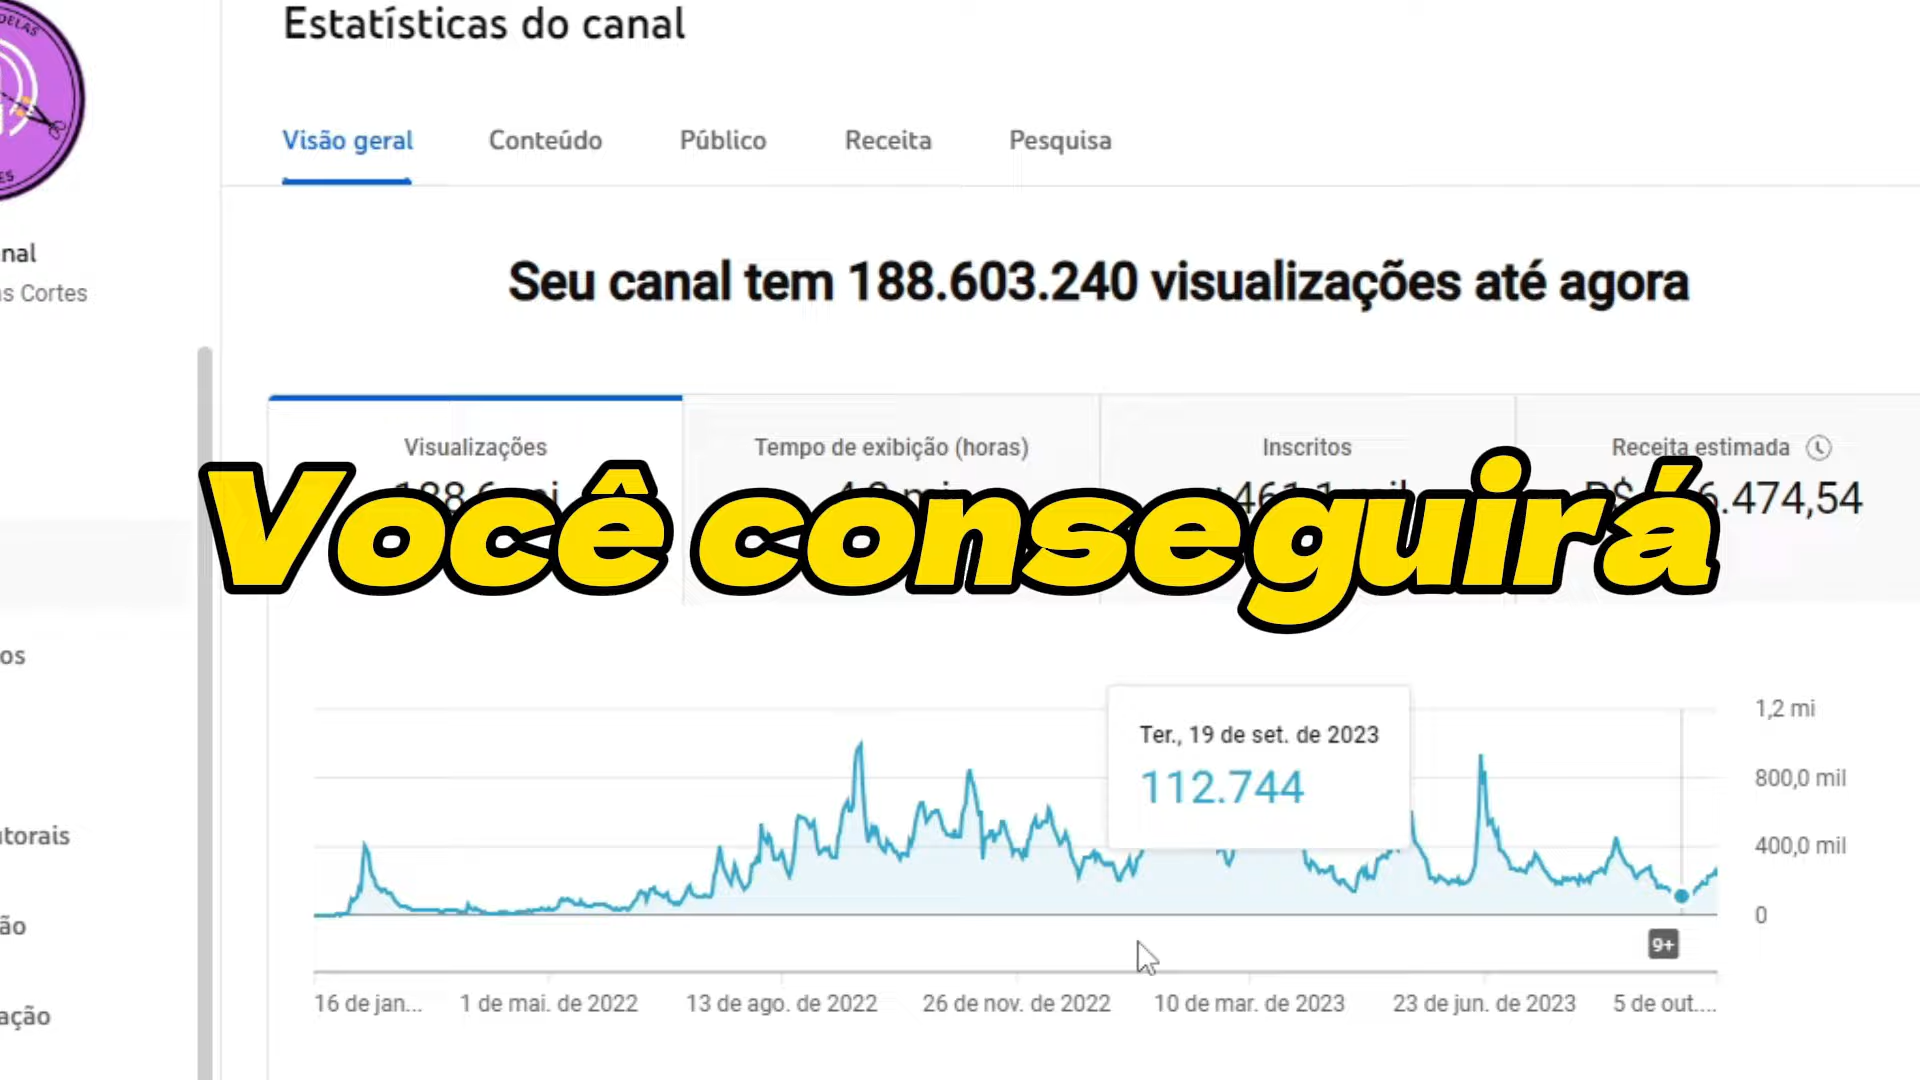 DELAS
ES
Estatísticas do canal
Visão geral
Conteúdo
Público
Receita
Pesquisa
nal
s Cortes
Seu canal tem 188.603.240 visualizações até agora
Visualizações
Tempo de exibição (horas)
Inscritos
Receita estimada
6.474,54
Você conseguirá
os
utorais
ão
ação
Ter., 19 de set. de 2023
112.744
1,2 mi
800,0 mil
400,0 mil
0
9+
16 de jan...
1 de mai. de 2022
13 de ago. de 2022
26 de nov. de 2022
10 de mar. de 2023
23 de jun. de 2023
5 de out....